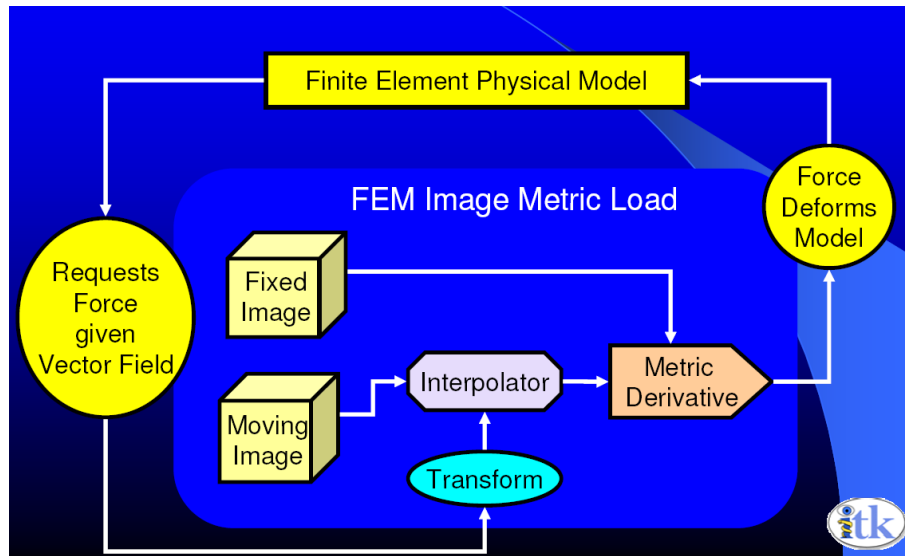 Finite Element Physical Model
FEM Image Metric Load
Force
Deforms
Model
Requests
Force
given
Vector Field
Fixed
Image
Moving
Image
Interpolator
Metric
Derivative
Transform
itk